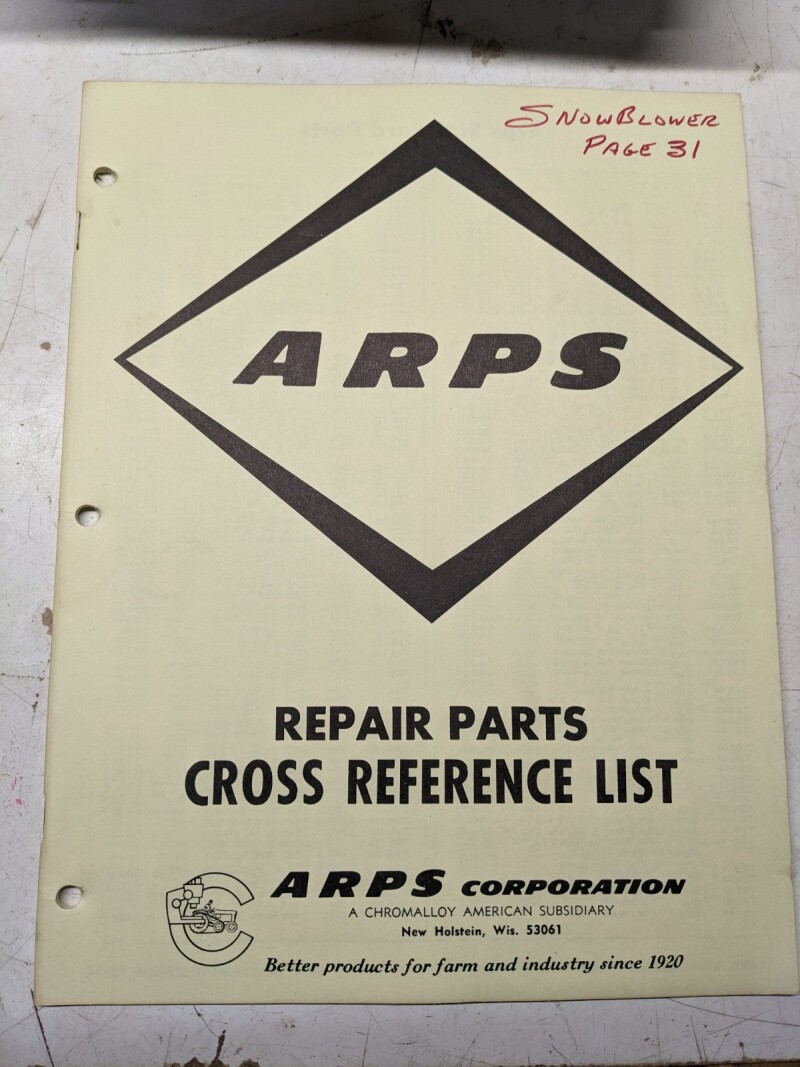 SNOWBLOWER
PAGE 31
ARPS
REPAIR PARTS
CROSS REFERENCE LIST
ARPS CORPORATION
A CHROMALLOY AMERICAN SUBSIDIARY
New Holstein, Wis. 53061
Better products for farm and industry since 1920